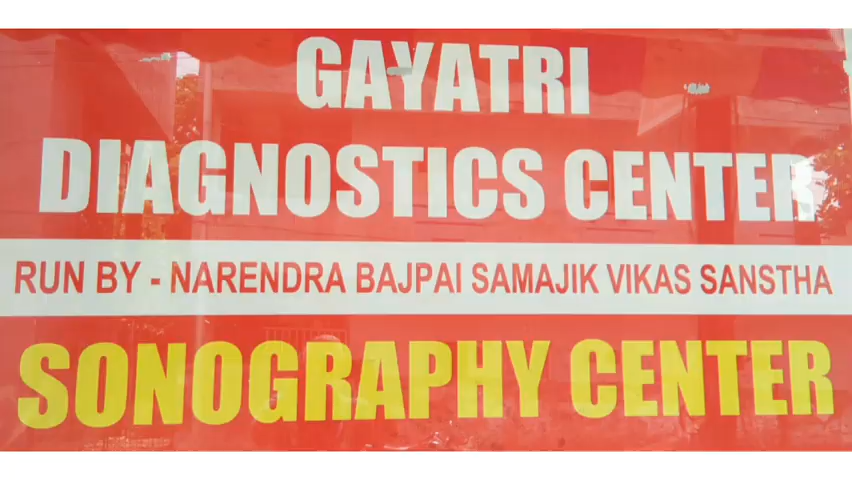 GAYATRI
DIAGNOSTICS CENTER
RUN BY - NARENDRA BAJPAI SAMAJIK VIKAS SANSTHA
SONOGRAPHY CENTER